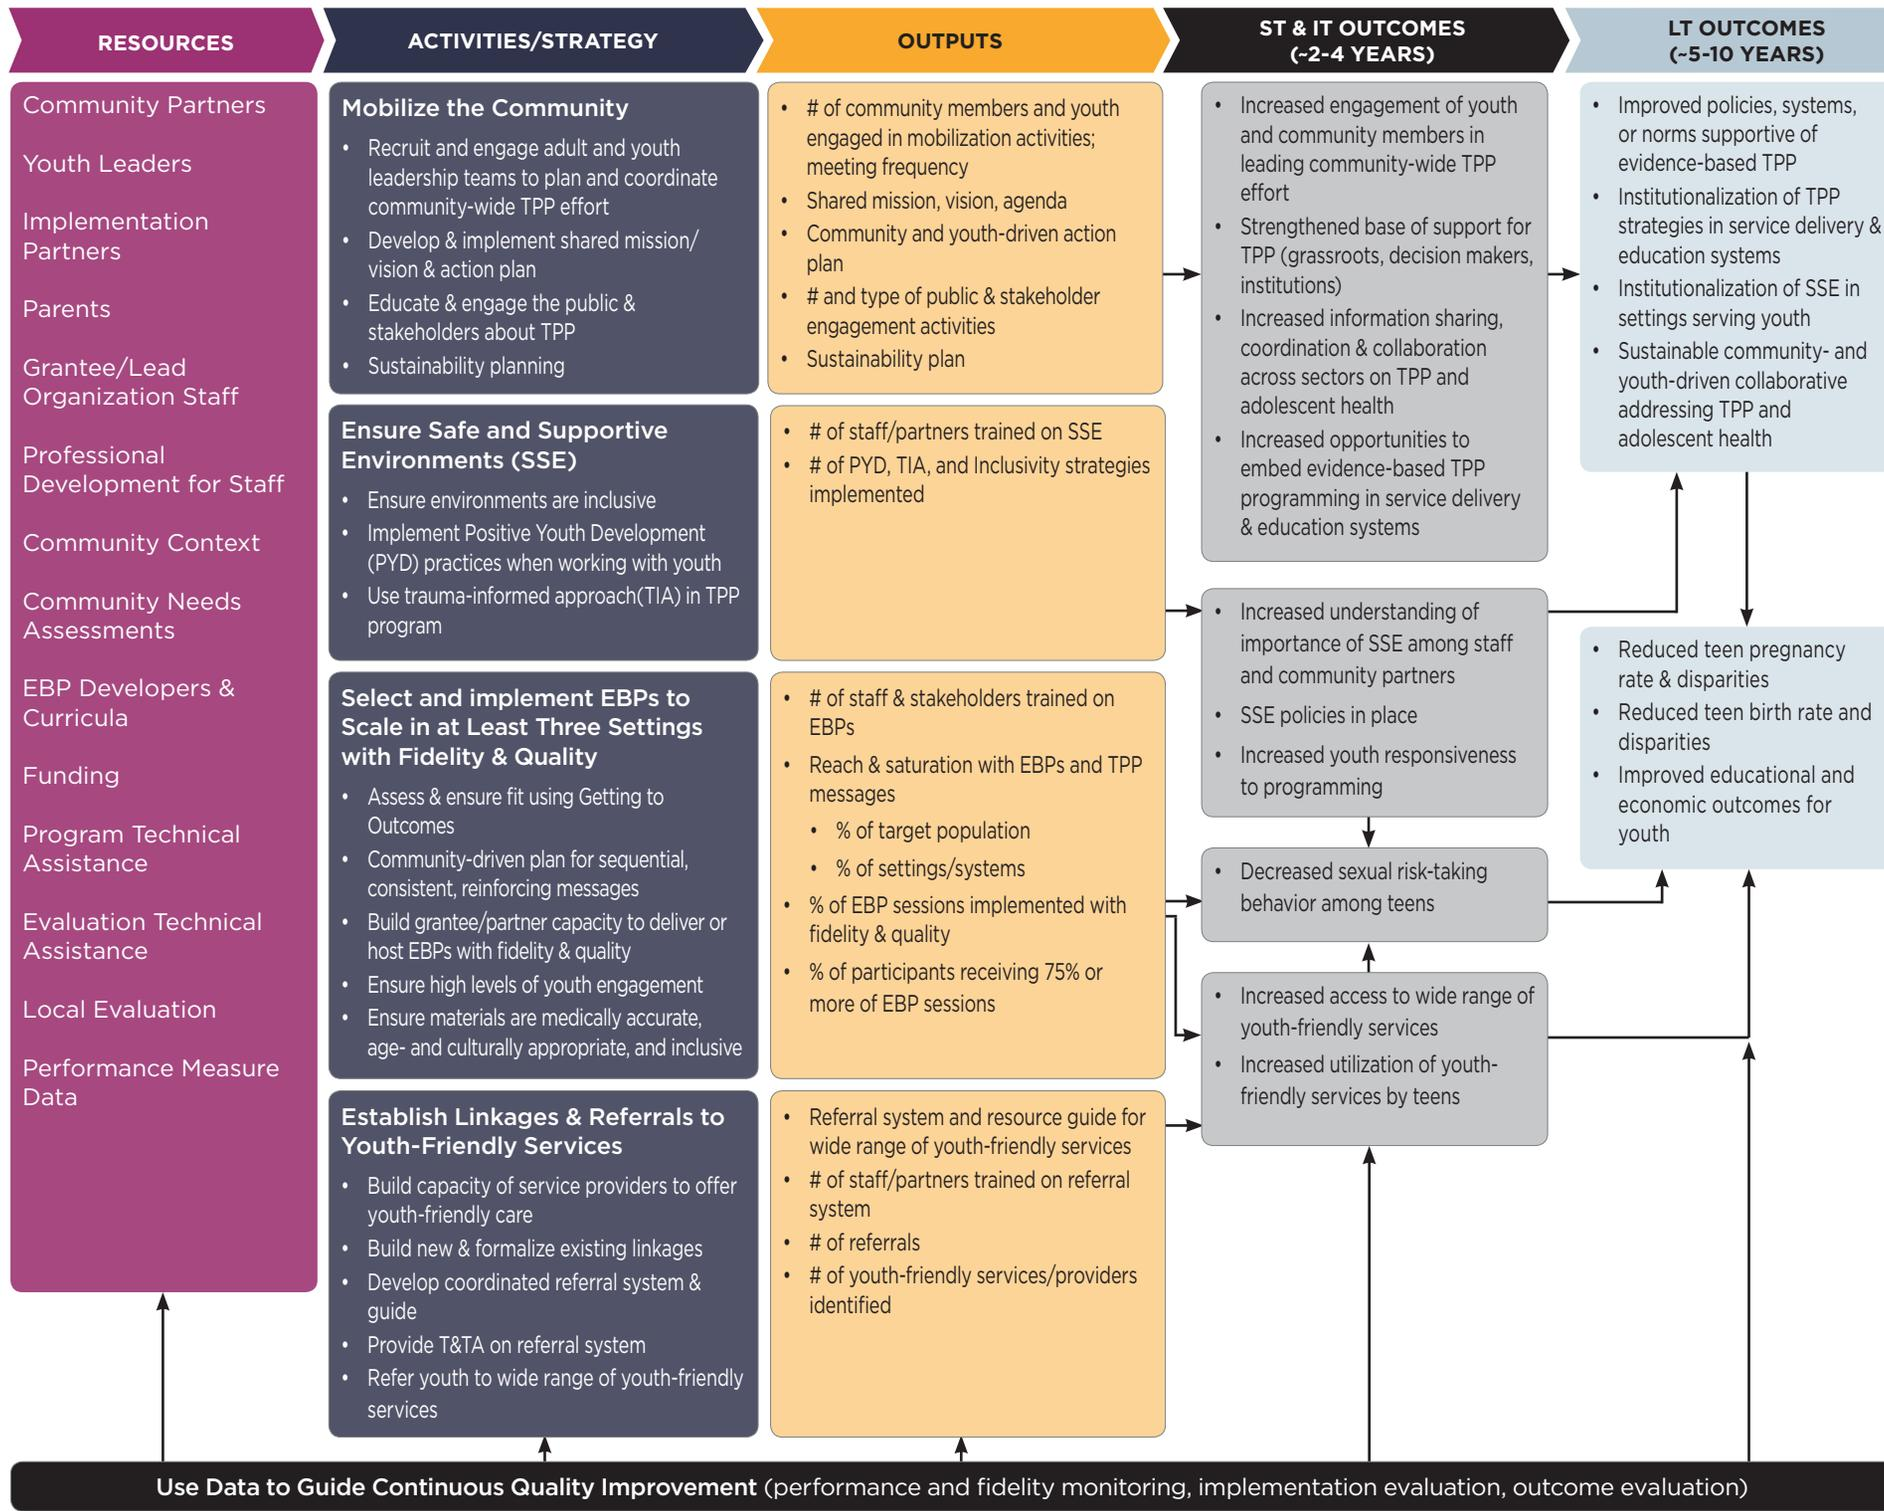 RESOURCES
ACTIVITIES/STRATEGY
OUTPUTS
ST & IT OUTCOMES
(~2-4 YEARS)
LT OUTCOMES
(~5-10 YEARS)
Community Partners
Youth Leaders
Implementation
Partners
Parents
Grantee/Lead
Organization Staff
Professional
Development for Staff
Community Context
Community Needs
Assessments
EBP Developers &
Curricula
Funding
Program Technical
Assistance
Evaluation Technical
Assistance
Local Evaluation
Performance Measure
Data
Mobilize the Community
• Recruit and engage adult and youth
leadership teams to plan and coordinate
community-wide TPP effort
• Develop & implement shared mission/
vision & action plan
• Educate & engage the public &
stakeholders about TPP
• Sustainability planning
Ensure Safe and Supportive
Environments (SSE)
• Ensure environments are inclusive
• Implement Positive Youth Development
(PYD) practices when working with youth
• Use trauma-informed approach(TIA) in TPP
program
Select and implement EBPs to
Scale in at Least Three Settings
with Fidelity & Quality
• Assess & ensure fit using Getting to
Outcomes
• Community-driven plan for sequential,
consistent, reinforcing messages
• Build grantee/partner capacity to deliver or
host EBPs with fidelity & quality
• Ensure high levels of youth engagement
• Ensure materials are medically accurate,
age- and culturally appropriate, and inclusive
Establish Linkages & Referrals to
Youth-Friendly Services
• Build capacity of service providers to offer
youth-friendly care
• Build new & formalize existing linkages
• Develop coordinated referral system &
guide
• Provide T&TA on referral system
• Refer youth to wide range of youth-friendly
services
• # of community members and youth
engaged in mobilization activities;
meeting frequency
• Shared mission, vision, agenda
• Community and youth-driven action
plan
• # and type of public & stakeholder
engagement activities
• Sustainability plan
• # of staff/partners trained on SSE
• # of PYD, TIA, and Inclusivity strategies
implemented
• # of staff & stakeholders trained on
EBPs
• Reach & saturation with EBPs and TPP
messages
• % of target population
• % of settings/systems
• % of EBP sessions implemented with
fidelity & quality
• % of participants receiving 75% or
more of EBP sessions
• Referral system and resource guide for
wide range of youth-friendly services
• # of staff/partners trained on referral
system
• # of referrals
• # of youth-friendly services/providers
identified
• Increased engagement of youth
and community members in
leading community-wide TPP
effort
• Strengthened base of support for
TPP (grassroots, decision makers,
institutions)
• Increased information sharing,
coordination & collaboration
across sectors on TPP and
adolescent health
• Increased opportunities to
embed evidence-based TPP
programming in service delivery
& education systems
• Increased understanding of
importance of SSE among staff
and community partners
• SSE policies in place
• Increased youth responsiveness
to programming
• Decreased sexual risk-taking
behavior among teens
• Increased access to wide range of
youth-friendly services
• Increased utilization of youth-
friendly services by teens
• Improved policies, systems,
or norms supportive of
evidence-based TPP
• Institutionalization of TPP
strategies in service delivery &
education systems
• Institutionalization of SSE in
settings serving youth
• Sustainable community- and
youth-driven collaborative
addressing TPP and
adolescent health
• Reduced teen pregnancy
rate & disparities
• Reduced teen birth rate and
disparities
• Improved educational and
economic outcomes for
youth
Use Data to Guide Continuous Quality Improvement (performance and fidelity monitoring, implementation evaluation, outcome evaluation)